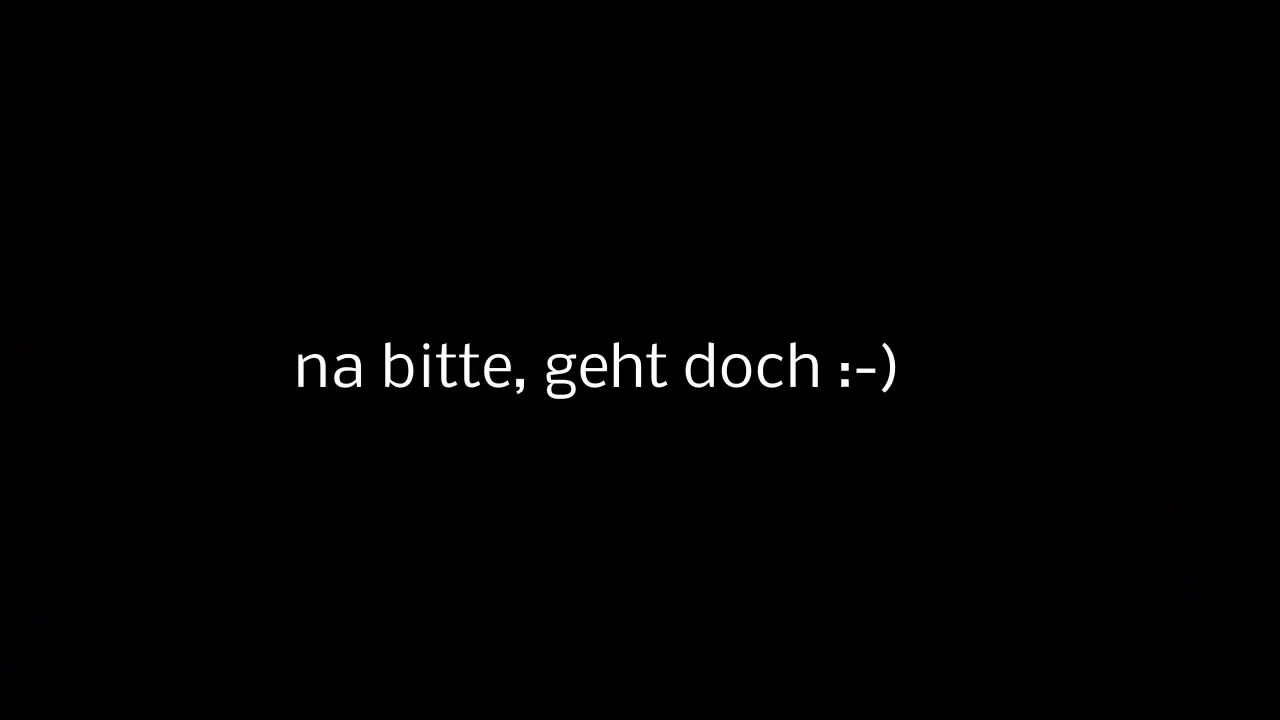 na bitte, geht doch :-)